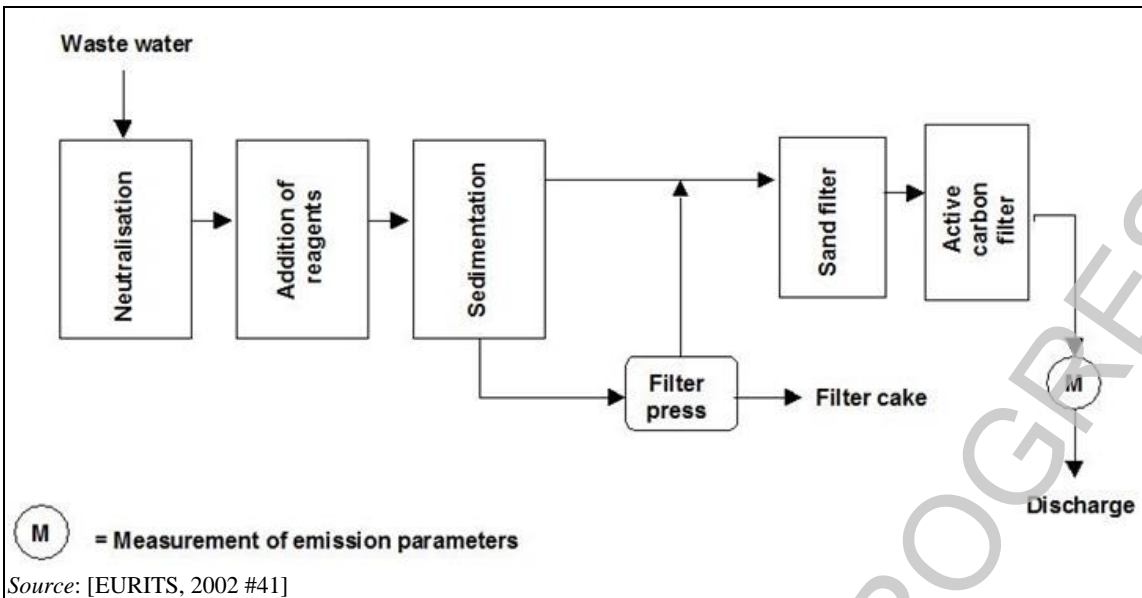 Waste water
Neutralisation
Addition of
reagents
Sedimentation
Sand filter
Active
carbon
filter
Filter
press
Filter cake
M
Discharge
M
= Measurement of emission parameters
Source: [EURITS, 2002 #41]
OGRES